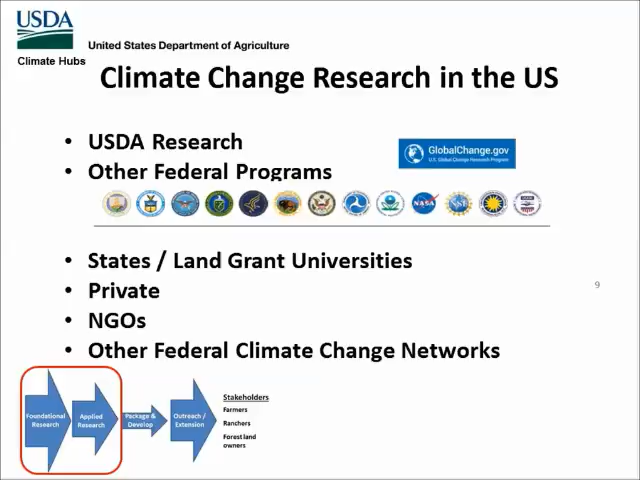 USDA
United States Department of Agriculture
Climate Hubs
Climate Change Research in the US
• USDA Research
GlobalChange.gov
U.S. Global Change Research Program
• Other Federal Programs
NASA
NSF
• States / Land Grant Universities
• Private
9
• NGOs
• Other Federal Climate Change Networks
Foundational
Research
Applied
Research
Package &
Develop
Outreach /
Extension
Stakeholders
Farmers
Ranchers
Forest land
owners